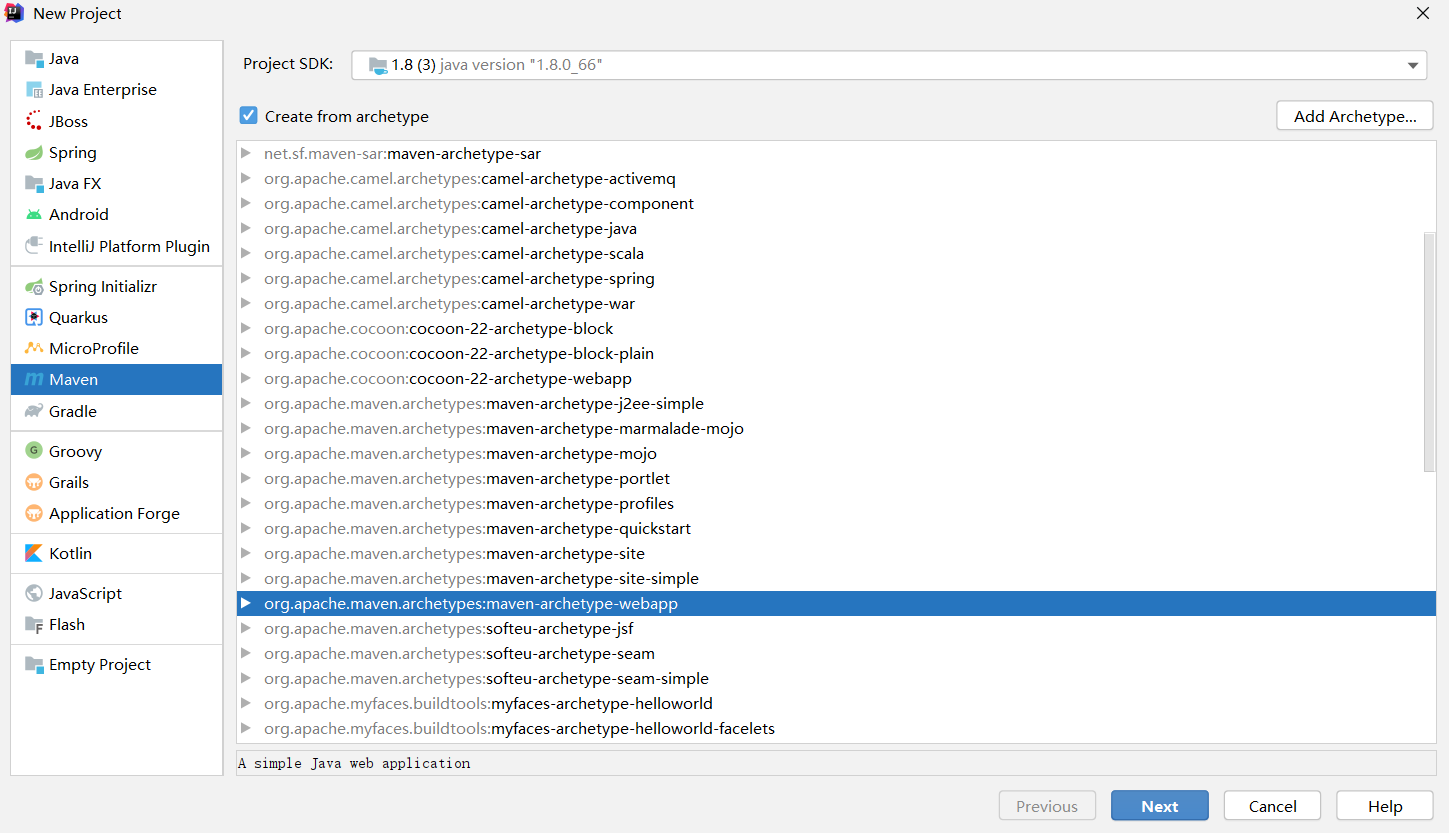 New Project
Java
Java Enterprise
JBoss
Spring
Java FX
Android
IntelliJ Platform Plugin
Spring Initializr
Quarkus
MicroProfile
Maven
Gradle
Groovy
Grails
Application Forge
Kotlin
JavaScript
Flash
Empty Project
Project SDK: 1.8 (3) java version "1.8.0_66"
Create from archetype
Add Archetype...
net.sf.maven-sar:maven-archetype-sar
org.apache.camel.archetypes:camel-archetype-activemq
org.apache.camel.archetypes:camel-archetype-component
org.apache.camel.archetypes:camel-archetype-java
org.apache.camel.archetypes:camel-archetype-scala
org.apache.camel.archetypes:camel-archetype-spring
org.apache.camel.archetypes:camel-archetype-war
org.apache.cocoon:cocoon-22-archetype-block
org.apache.cocoon:cocoon-22-archetype-block-plain
org.apache.cocoon:cocoon-22-archetype-webapp
org.apache.maven.archetypes:maven-archetype-j2ee-simple
org.apache.maven.archetypes:maven-archetype-marmalade-mojo
org.apache.maven.archetypes:maven-archetype-mojo
org.apache.maven.archetypes:maven-archetype-portlet
org.apache.maven.archetypes:maven-archetype-profiles
org.apache.maven.archetypes:maven-archetype-quickstart
org.apache.maven.archetypes:maven-archetype-site
org.apache.maven.archetypes:maven-archetype-site-simple
org.apache.maven.archetypes:maven-archetype-webapp
org.apache.maven.archetypes:softeu-archetype-jsf
org.apache.maven.archetypes:softeu-archetype-seam
org.apache.maven.archetypes:softeu-archetype-seam-simple
org.apache.myfaces.buildtools:myfaces-archetype-helloworld
org.apache.myfaces.buildtools:myfaces-archetype-helloworld-facelets
A simple Java web application
Previous
Next
Cancel
Help